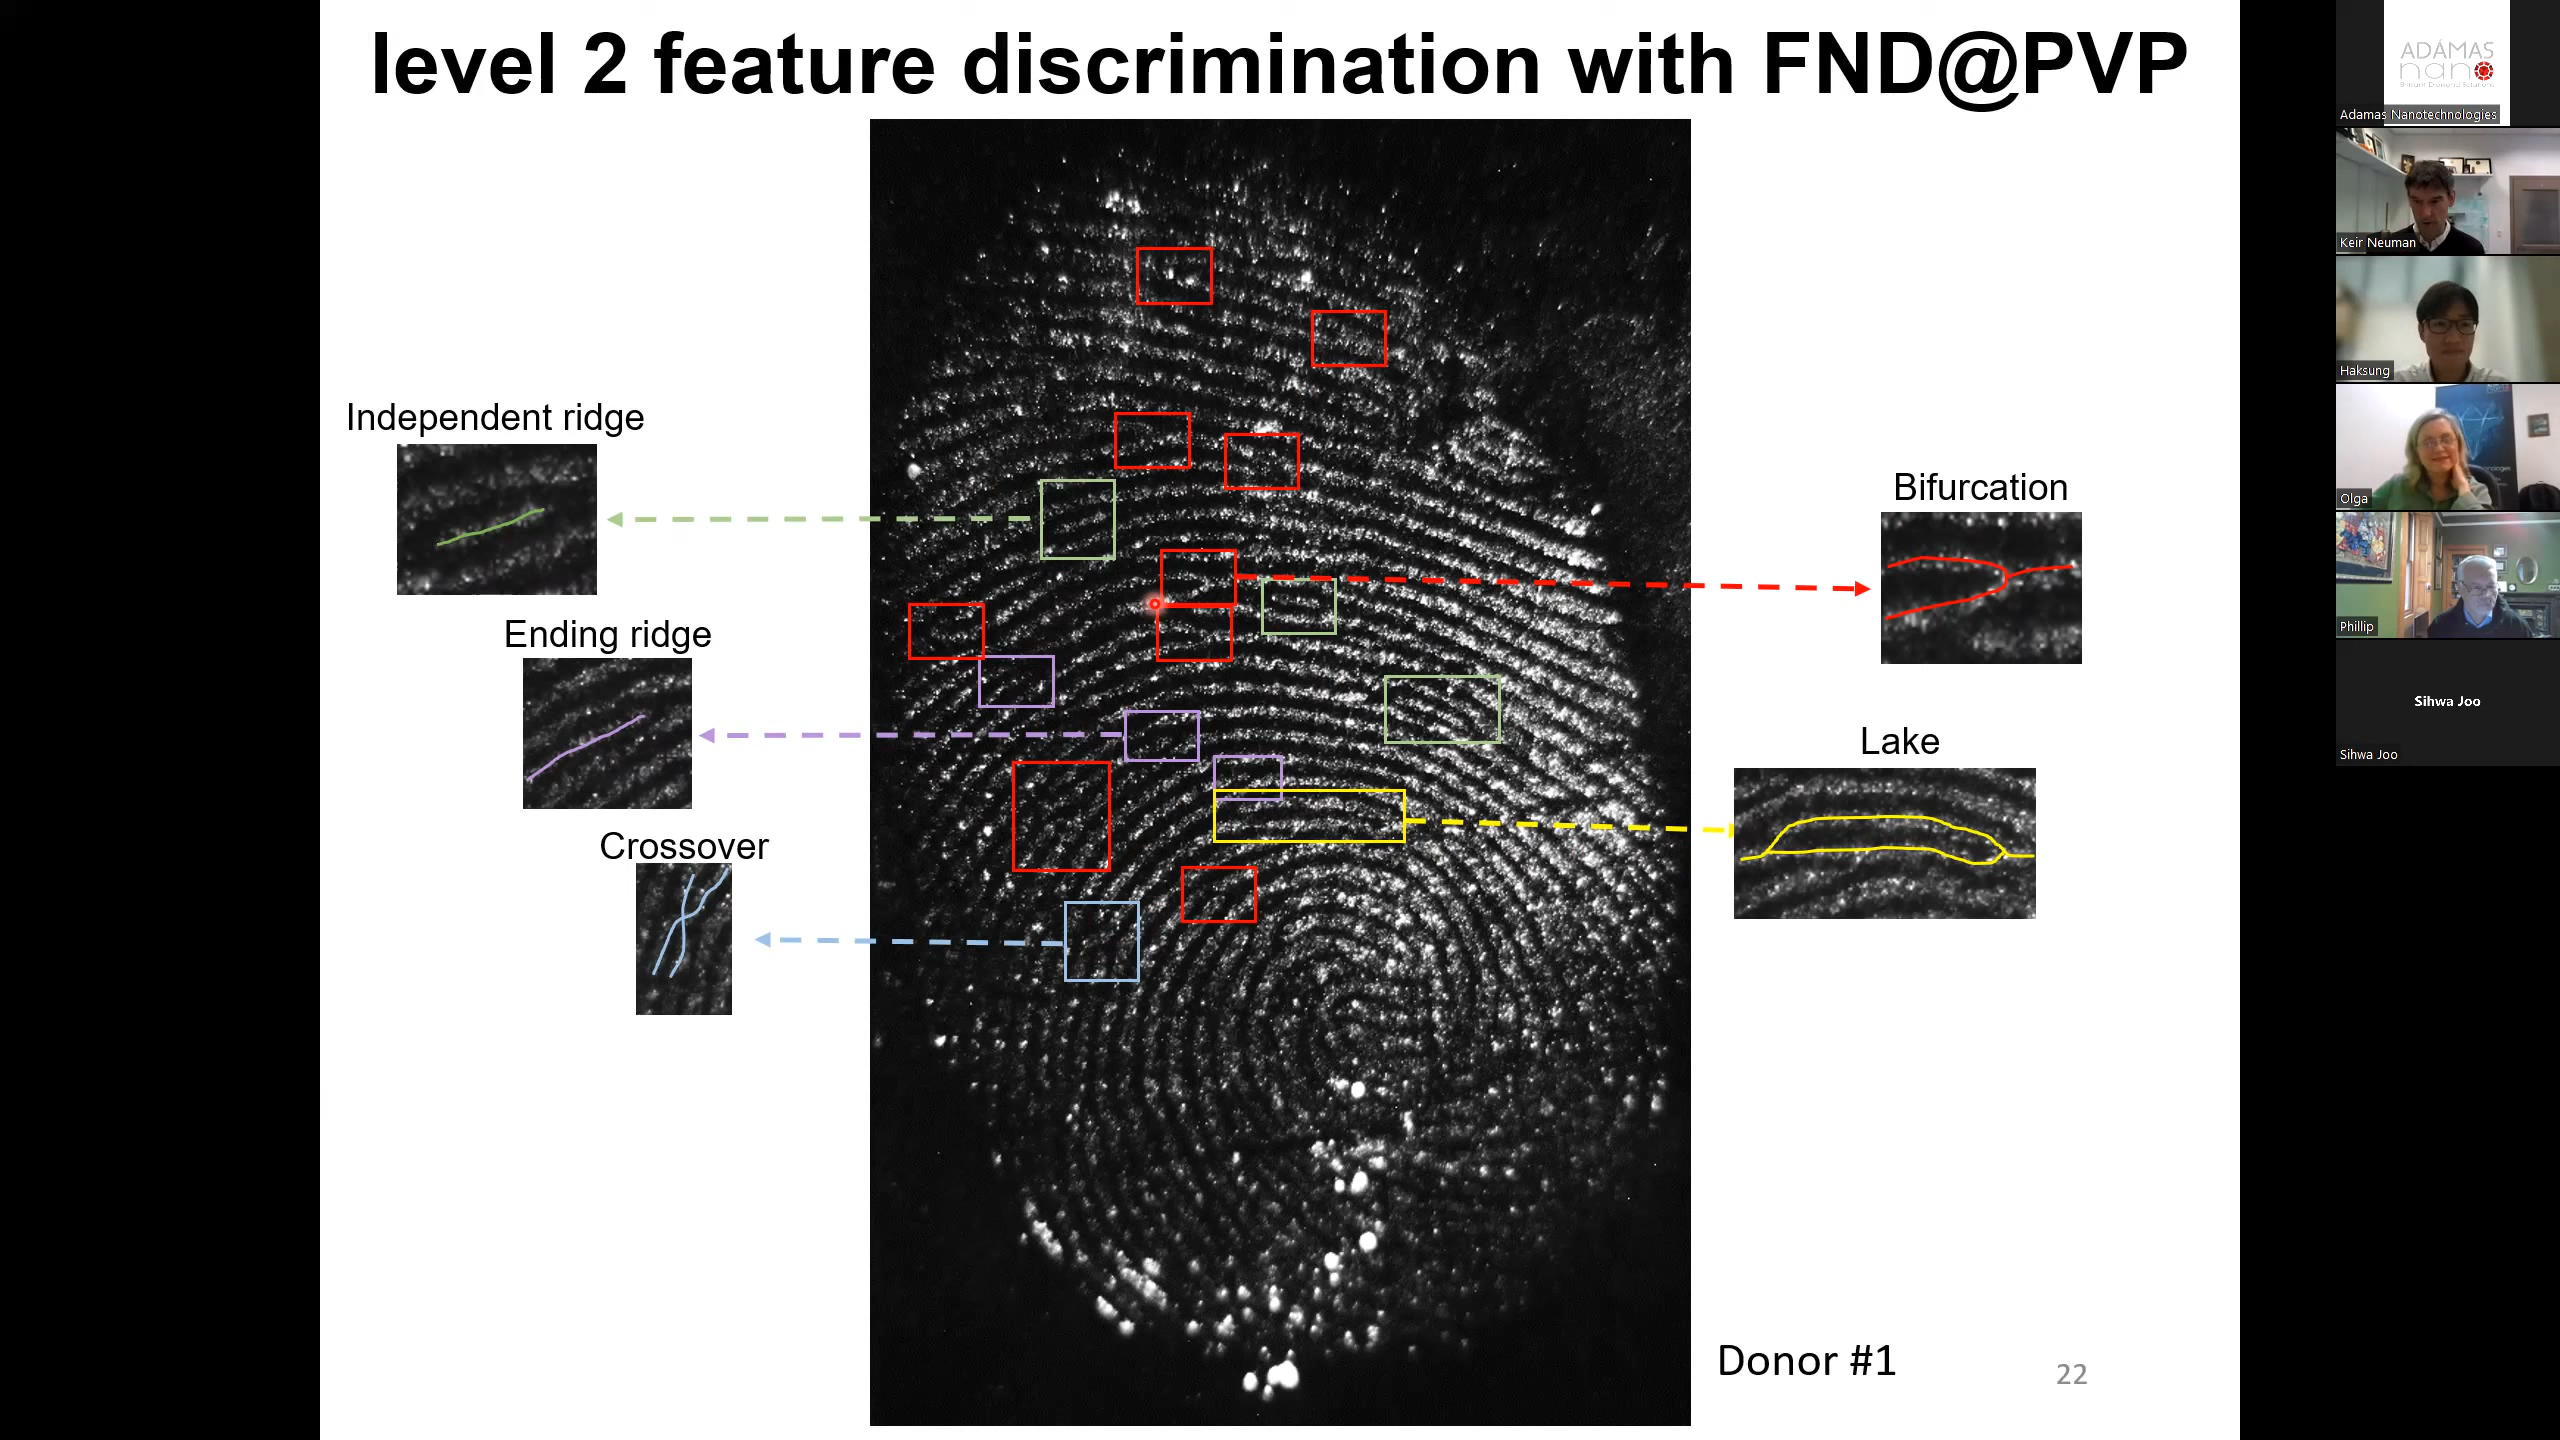 level 2 feature discrimination with FND@PVP
Independent ridge
Ending ridge
Crossover
Bifurcation
Lake
Donor #1
22
ADÁMAS
nano
Adamas Nanotechnologies
Keir Neuman
Haksung
Olga
Phillip
Sihwa Joo
Sihwa Joo